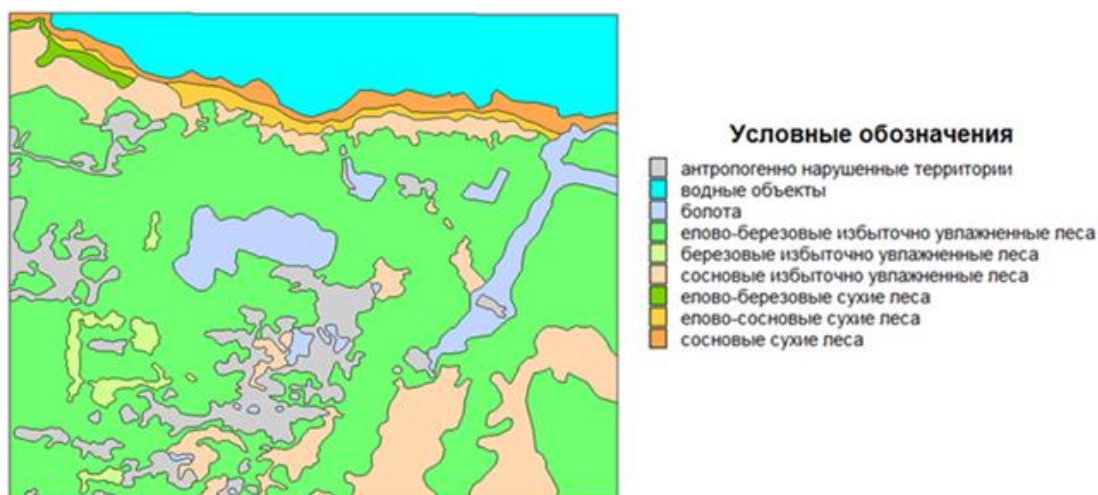 Условные обозначения
антропогенно нарушенные территории
водные объекты
болота
елово-березовые избыточно увлажненные леса
березовые избыточно увлажненные леса
сосновые избыточно увлажненные леса
елово-березовые сухие леса
елово-сосновые сухие леса
сосновые сухие леса